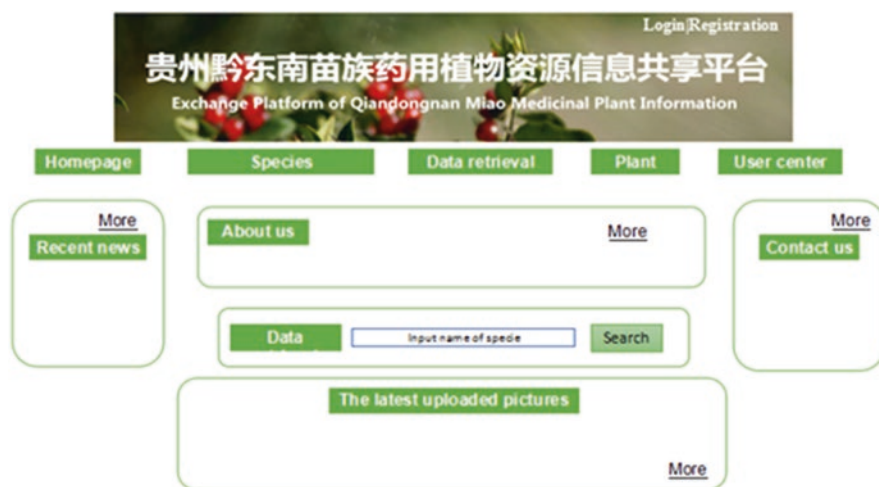 Login|Registration
贵州黔东南苗族药用植物资源信息共享平台
Exchange Platform of Qiandongnan Miao Medicinal Plant Information
Homepage Species Data retrieval Plant User center
More
Recent news
About us More
More
Contact us
Data Input name of specie Search
The latest uploaded pictures
More